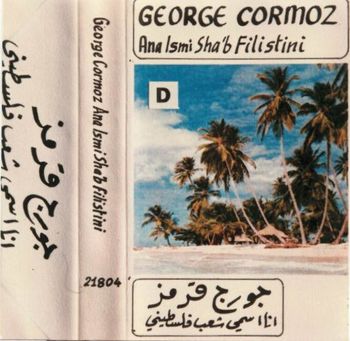 GEORGE CORMOZ
Ana Ismi Sha'b Filistini
D
جورج قرمز
انا اسمي شعب فلسطيني
George Cormoz Ana Ismi Sha'b Filistini
21804
جورج قرمز
انا اسمي شعب فلسطيني